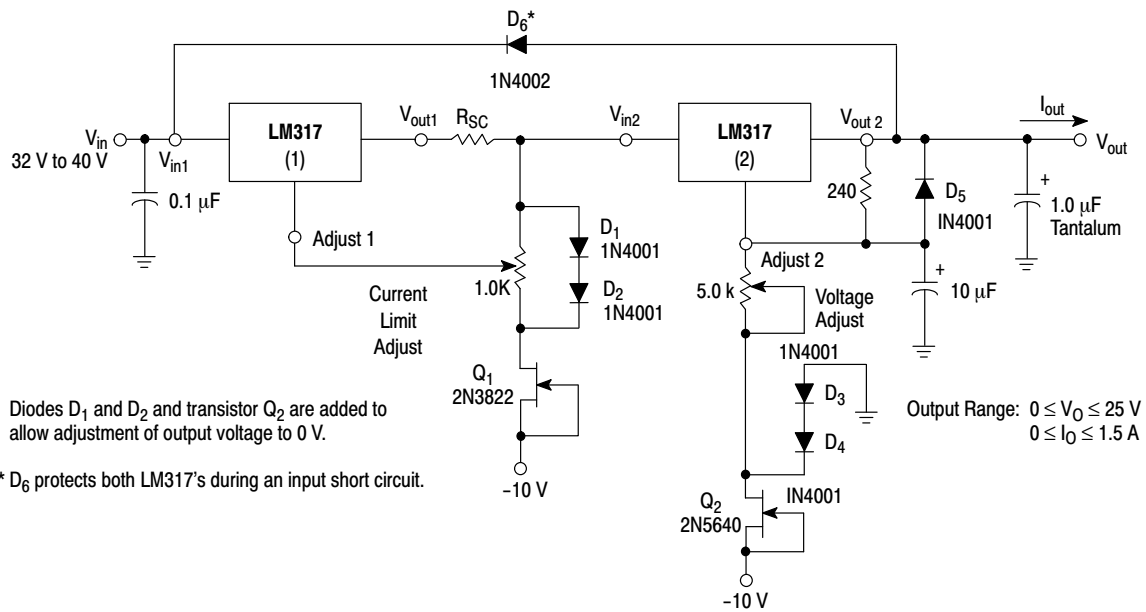 D6*
1N4002
Vin
32 V to 40 V
Vin1
0.1 μF
LM317
(1)
Adjust 1
Vout1
RSC
Vin2
LM317
(2)
Adjust 2
Vout 2
Iout
Vout
240
D5
IN4001
+
1.0 μF
Tantalum
+
10 μF
D1
1N4001
D2
1N4001
1.0K
Current
Limit
Adjust
5.0 k
Voltage
Adjust
1N4001
D3
D4
IN4001
Q1
2N3822
–10 V
Q2
2N5640
–10 V
Output Range: 0 ≤ VO ≤ 25 V
0 ≤ IO ≤ 1.5 A
Diodes D1 and D2 and transistor Q2 are added to
allow adjustment of output voltage to 0 V.
* D6 protects both LM317's during an input short circuit.